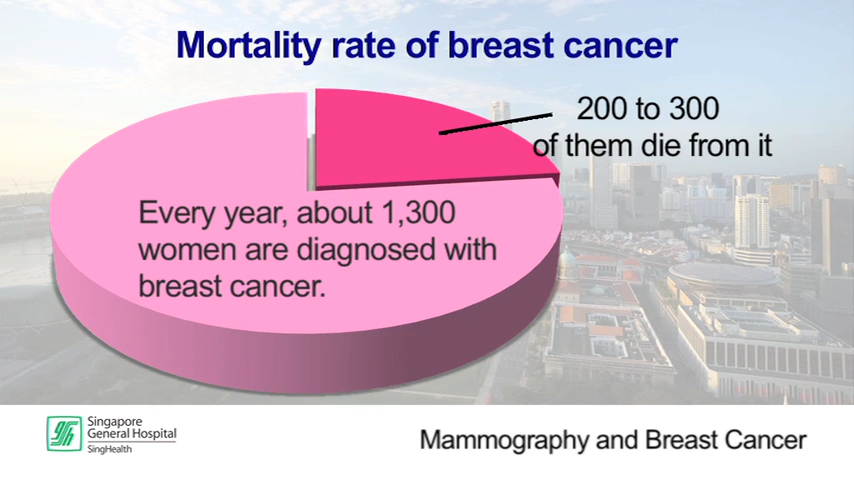 Mortality rate of breast cancer
200 to 300
of them die from it
Every year, about 1,300
women are diagnosed with
breast cancer.
Singapore
General Hospital
SingHealth
Mammography and Breast Cancer